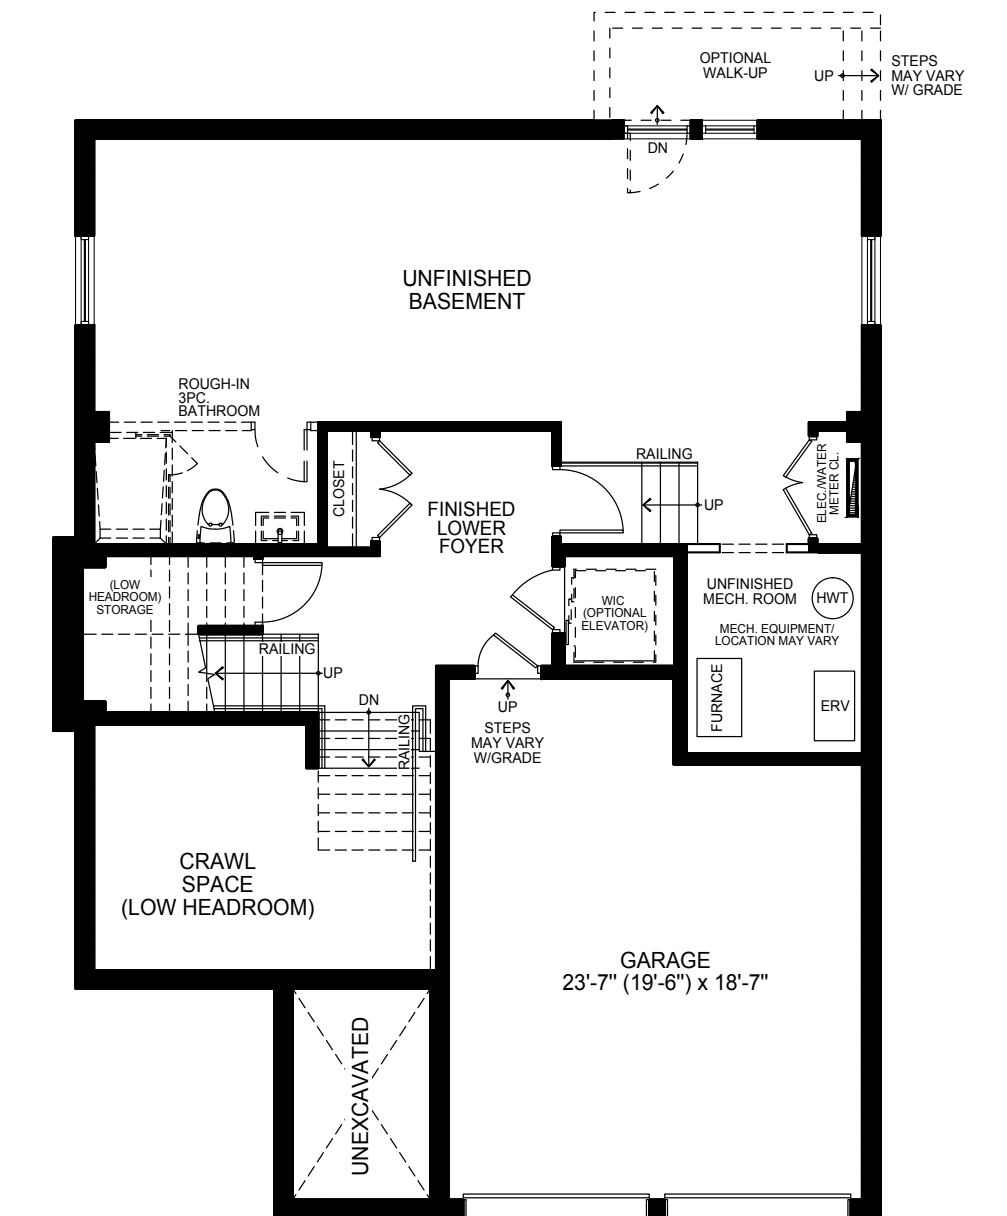 OPTIONAL
WALK-UP
UP
STEPS
MAY VARY
W/ GRADE
DN
UNFINISHED
BASEMENT
ROUGH-IN
3PC.
BATHROOM
CLOSET
FINISHED
LOWER
FOYER
RAILING
UP
ELEC./WATER
METER CL.
(LOW
HEADROOM)
STORAGE
RAILING
UP
WIC
(OPTIONAL
ELEVATOR)
UNFINISHED
MECH. ROOM
HWT
MECH. EQUIPMENT/
LOCATION MAY VARY
FURNACE
ERV
DN
RAILING
UP
STEPS
MAY VARY
W/GRADE
CRAWL
SPACE
(LOW HEADROOM)
GARAGE
23'-7" (19'-6") x 18'-7"
UNEXCAVATED